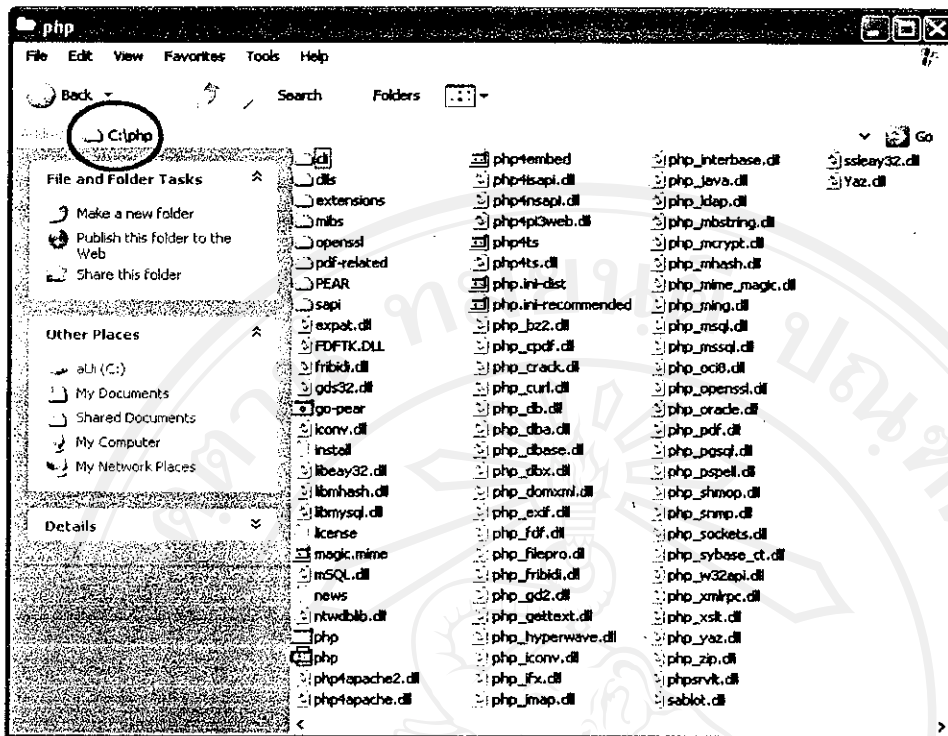 php
File Edit View Favorites Tools Help
Back Search Folders
C:\php Go
File and Folder Tasks
Make a new folder
Publish this folder to the
Web
Share this folder
Other Places
My Documents
Shared Documents
My Computer
My Network Places
Details
cli
dlls
extensions
mibs
openssl
pdf-related
PEAR
sapi
expat.dll
FDFTK.DLL
fribidi.dll
gds32.dll
go-pear
iconv.dll
install
libeay32.dll
libmhash.dll
libmysql.dll
license
magic.mime
mSQL.dll
news
ntwdblib.dll
php
php
php4apache2.dll
php4apache.dll
php4embed
php4isapi.dll
php4nsapi.dll
php4pi3web.dll
php4ts
php4ts.dll
php.ini-dist
php.ini-recommended
php_bz2.dll
php_cpdf.dll
php_crack.dll
php_curl.dll
php_db.dll
php_dba.dll
php_dbase.dll
php_dbx.dll
php_domxml.dll
php_exif.dll
php_fdf.dll
php_filepro.dll
php_fribidi.dll
php_gd2.dll
php_gettext.dll
php_hyperwave.dll
php_iconv.dll
php_ifx.dll
php_imap.dll
php_interbase.dll
php_java.dll
php_ldap.dll
php_mbstring.dll
php_mcrypt.dll
php_mhash.dll
php_mime_magic.dll
php_ming.dll
php_msql.dll
php_mssql.dll
php_oci8.dll
php_openssl.dll
php_oracle.dll
php_pdf.dll
php_pgsql.dll
php_pspell.dll
php_shmop.dll
php_snmp.dll
php_sockets.dll
php_sybase_ct.dll
php_w32api.dll
php_xmlrpc.dll
php_xslt.dll
php_yaz.dll
php_zip.dll
phpsrvlt.dll
sablot.dll
ssleay32.dll
Yaz.dll